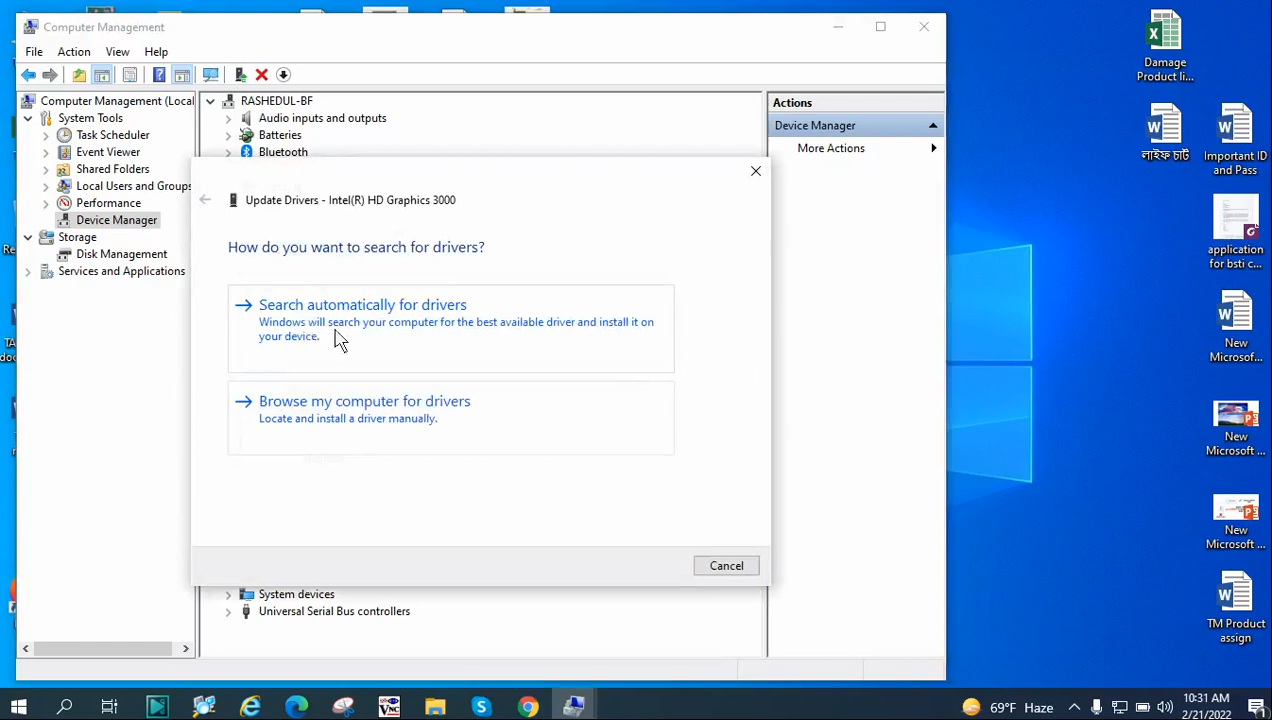 Computer Management
File Action View Help
Computer Management (Local
System Tools
Task Scheduler
Event Viewer
Shared Folders
Local Users and Groups
Performance
Device Manager
Storage
Disk Management
Services and Applications
RASHEDUL-BF
Audio inputs and outputs
Batteries
Bluetooth
Update Drivers - Intel(R) HD Graphics 3000
How do you want to search for drivers?
Search automatically for drivers
Windows will search your computer for the best available driver and install it on
your device.
Browse my computer for drivers
Locate and install a driver manually.
Cancel
System devices
Universal Serial Bus controllers
Actions
Device Manager
More Actions
Damage
Product li...
লাইফ চার্ট
Important ID
and Pass
application
for bsti c...
New
Microsof...
New
Microsoft ...
New
Microsoft ...
TM Product
assign
69°F Haze
10:31 AM
2/21/2022